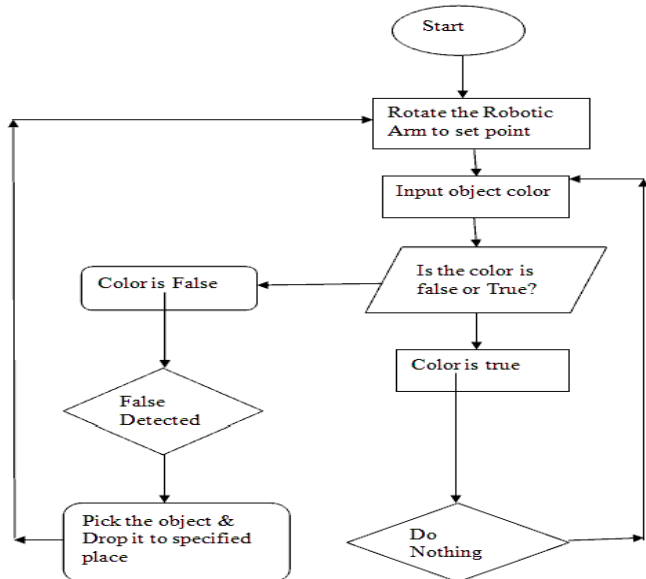 Start
Rotate the Robotic
Arm to set point
Input object color
Is the color is
false or True?
Color is False
Color is true
False
Detected
Pick the object &
Drop it to specified
place
Do
Nothing